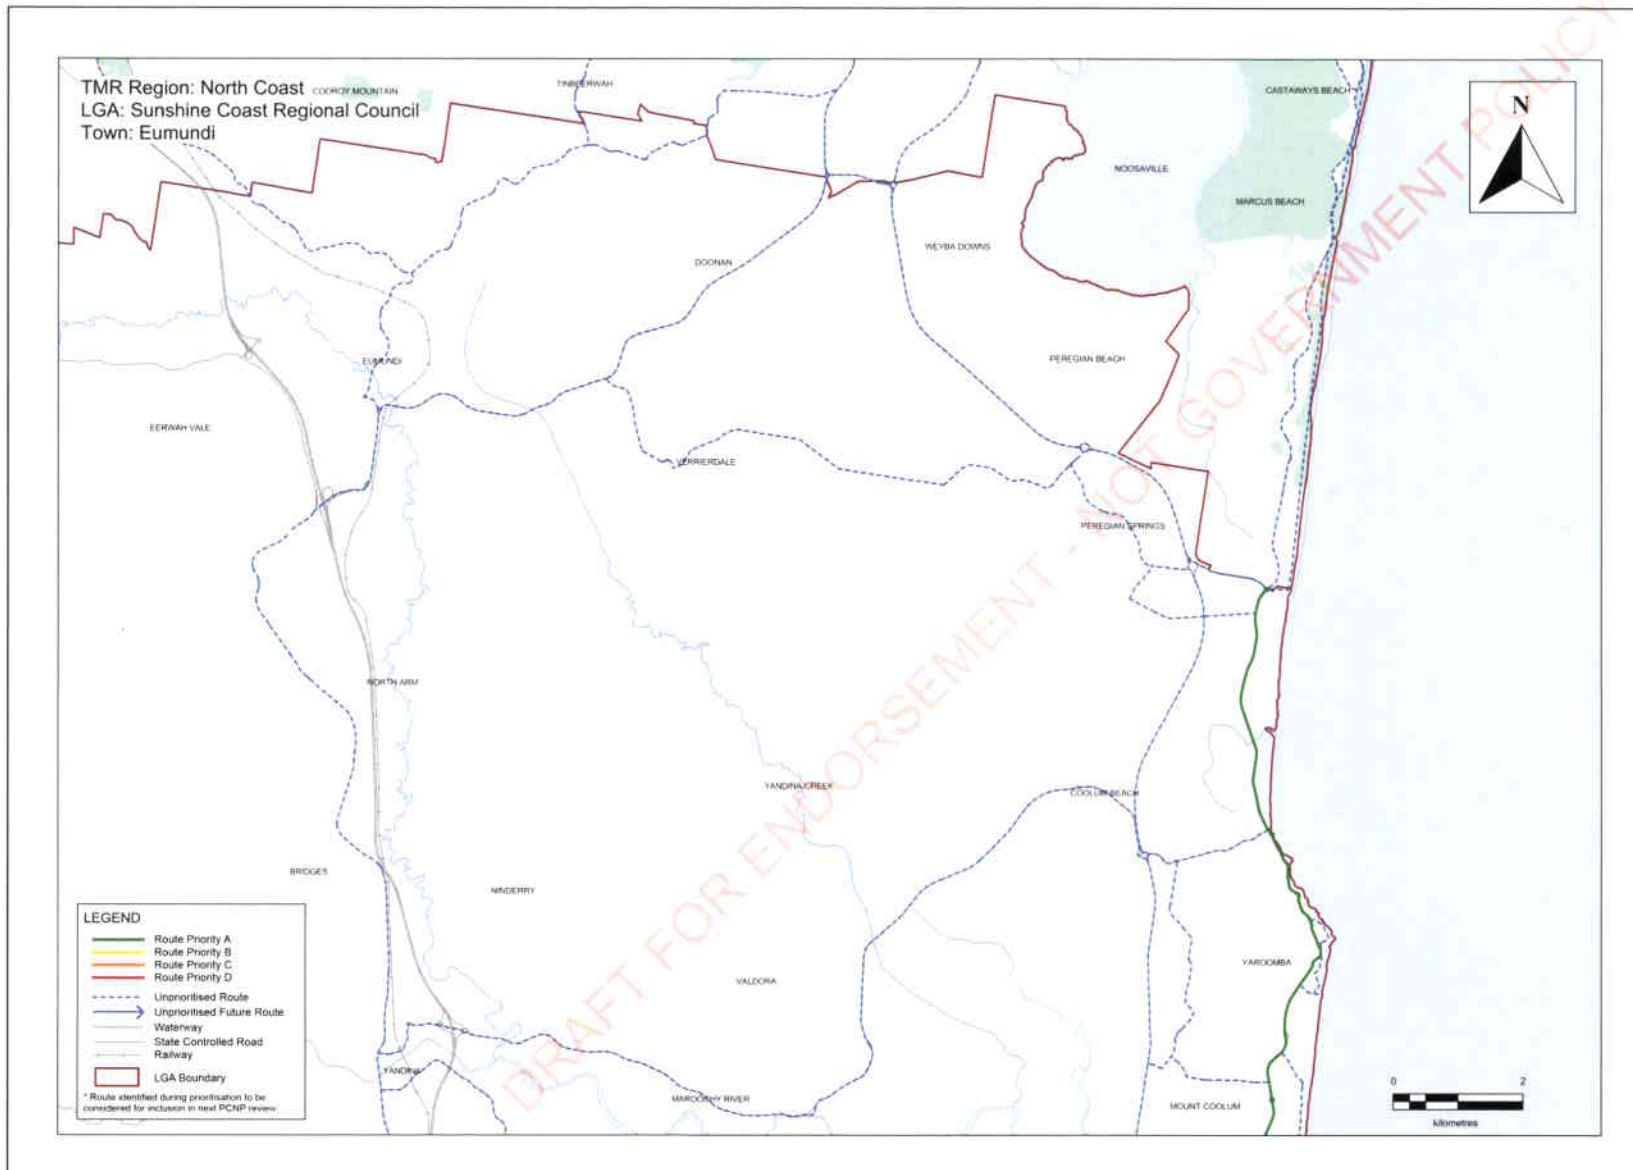 TMR Region: North Coast
LGA: Sunshine Coast Regional Council
Town: Eumundi
COOROY MOUNTAIN
TINBEERWAH
CASTAWAYS BEACH
N
NOOSAVILLE
MARCUS BEACH
WEYBA DOWNS
DOONAN
EUMUNDI
PEREGIAN BEACH
EERWAH VALE
VERRIERDALE
PEREGIAN SPRINGS
NORTH ARM
YANDINA CREEK
COOLUM BEACH
BRIDGES
NINDERRY
VALDORA
YAROOMBA
YANDINA
MAROOCHY RIVER
MOUNT COOLUM
LEGEND
Route Priority A
Route Priority B
Route Priority C
Route Priority D
Unprioritised Route
Unprioritised Future Route
Waterway
State Controlled Road
Railway
LGA Boundary
* Route identified during prioritisation to be
considered for inclusion in next PCNP review
0 2
kilometres
DRAFT FOR ENDORSEMENT - NOT GOVERNMENT POLICY